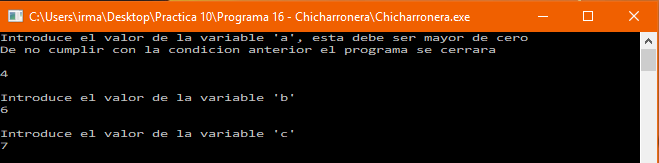 C:\Users\irma\Desktop\Practica 10\Programa 16 - Chicharronera\Chicharronera.exe
Introduce el valor de la variable 'a', esta debe ser mayor de cero
De no cumplir con la condicion anterior el programa se cerrara
4
Introduce el valor de la variable 'b'
6
Introduce el valor de la variable 'c'
7